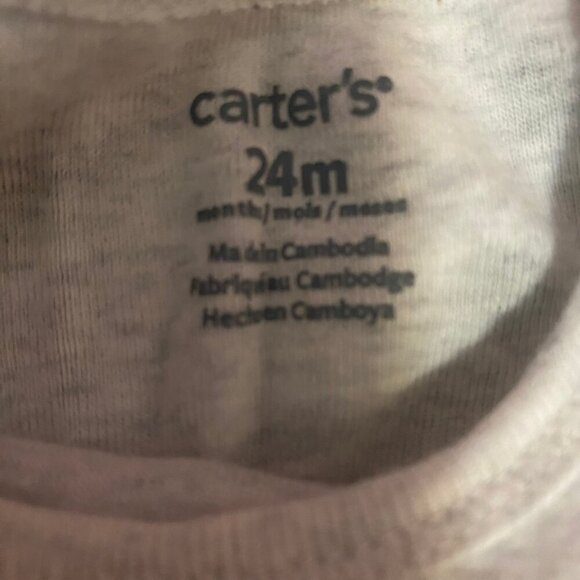 carter's
24m
month/mois/meses
Made in Cambodia
Fabriqué au Cambodge
Hecho en Camboya